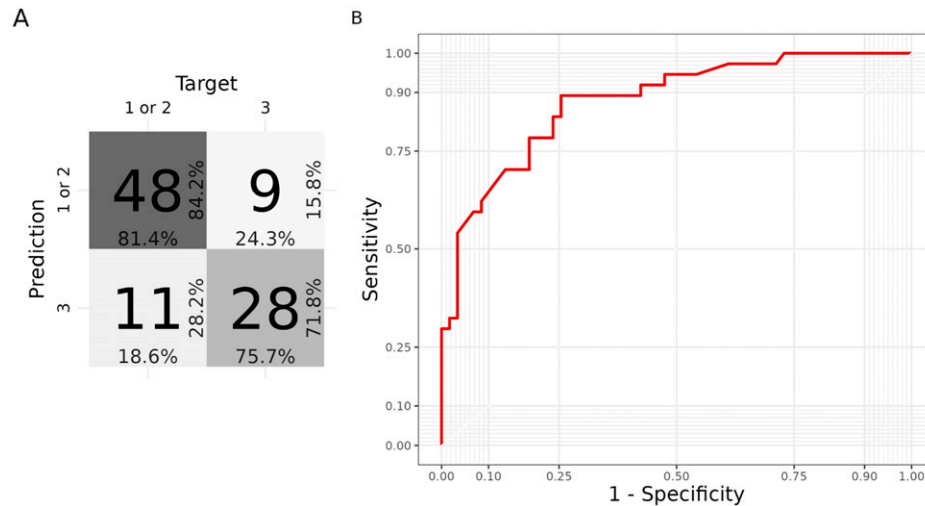 A
Target
1 or 2 3
Prediction
1 or 2
48 84.2% 9 15.8%
81.4% 24.3%
3
11 28.2% 28 71.8%
18.6% 75.7%
B
Sensitivity
1.00
0.90
0.75
0.50
0.25
0.10
0.00
0.00 0.10 0.25 0.50 0.75 1.00
1 - Specificity